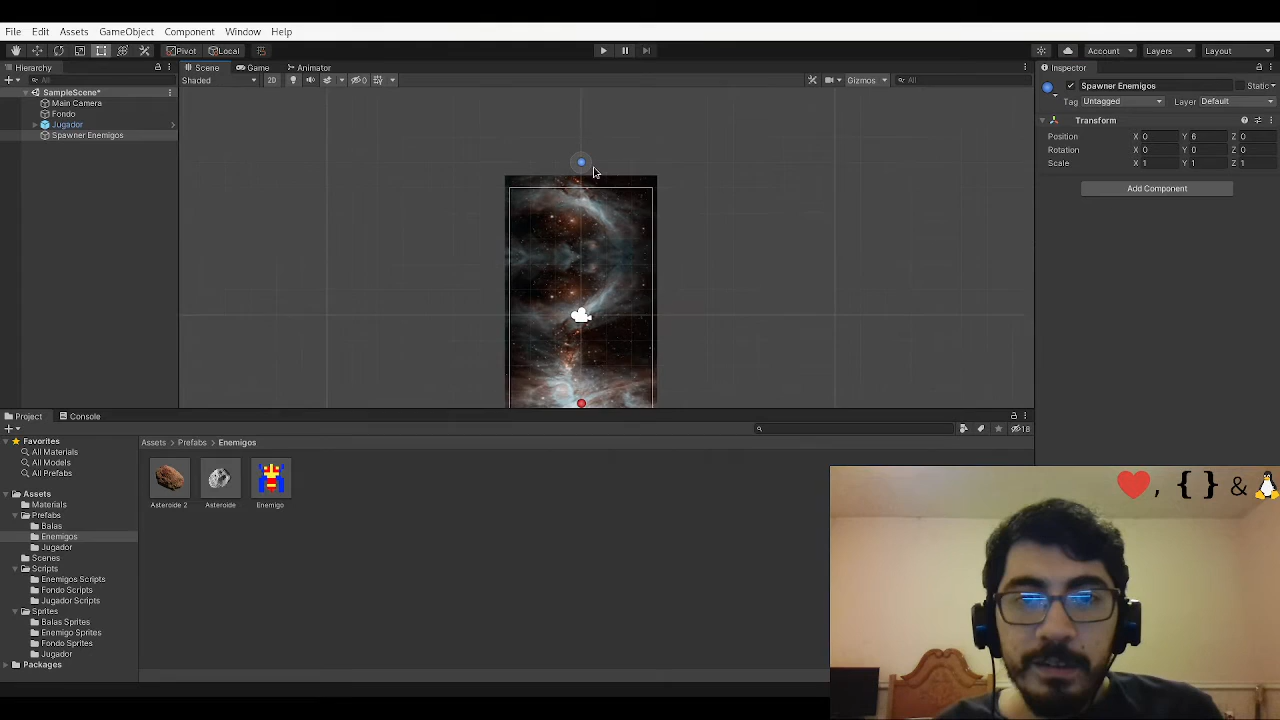 File Edit Assets GameObject Component Window Help
Pivot Local Account Layers Layout
Hierarchy Scene Game Animator Inspector
All Shaded 2D 0 Gizmos All Spawner Enemigos Static
SampleScene* Tag Untagged Layer Default
Main Camera
Fondo Transform
Jugador
Spawner Enemigos Position X 0 Y 6 Z 0
Rotation X 0 Y 0 Z 0
Scale X 1 Y 1 Z 1
Add Component
Project Console
18
Favorites Assets Prefabs Enemigos
All Materials
All Models
All Prefabs
Assets
Materials Asteroide 2 Asteroide Enemigo
Prefabs
Balas
Enemigos
Jugador
Scenes
Scripts
Enemigos Scripts
Fondo Scripts
Jugador Scripts
Sprites
Balas Sprites
Enemigo Sprites
Fondo Sprites
Jugador
Packages
, { } &